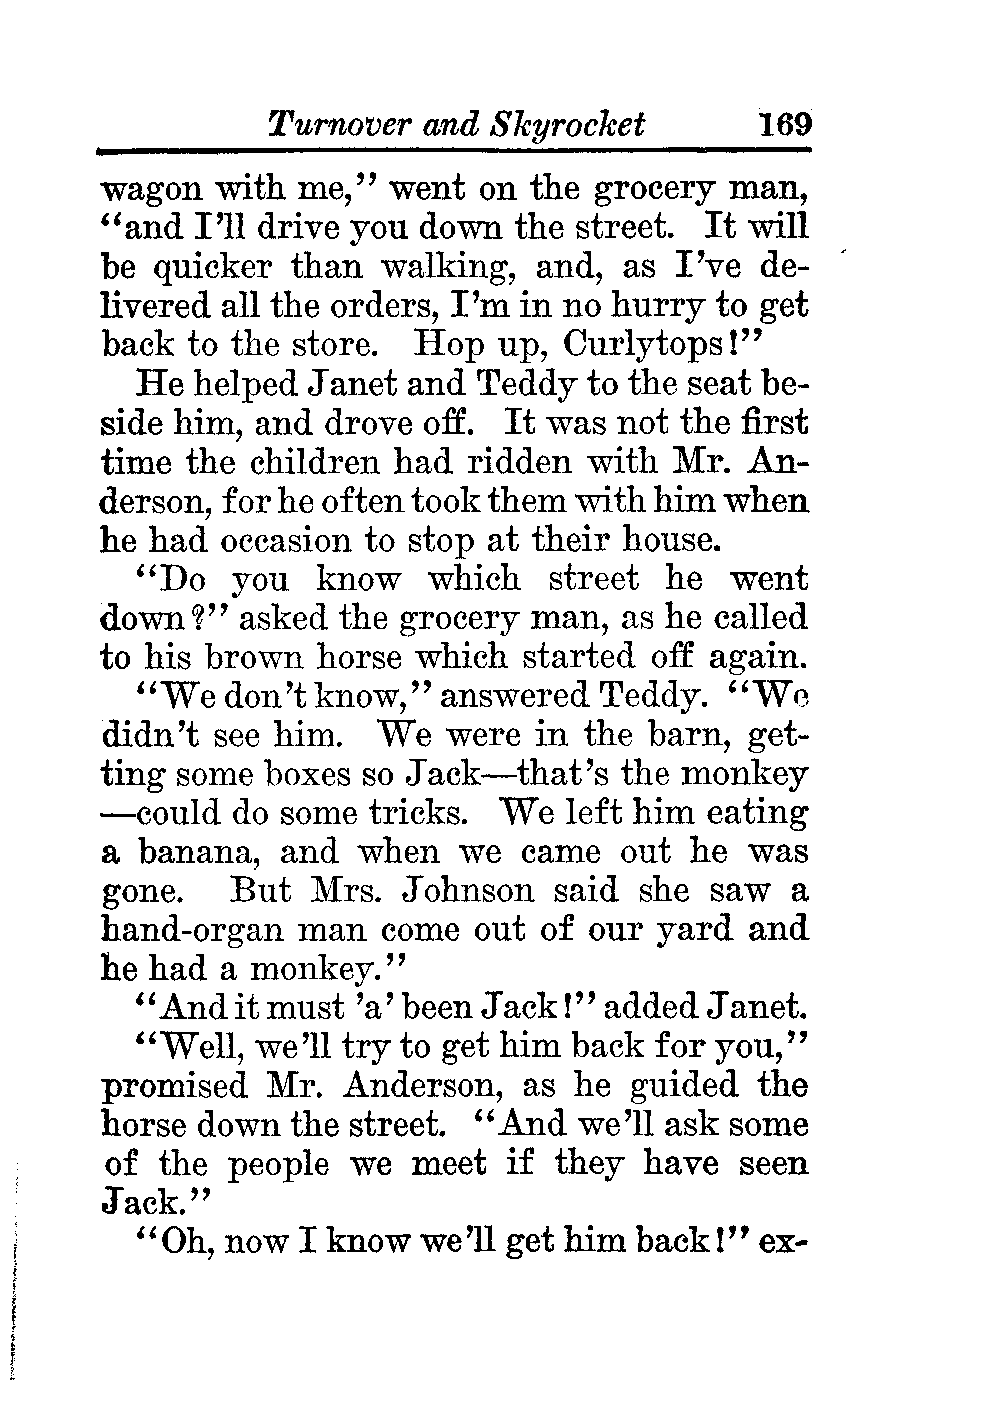 Turnover and Skyrocket 169
wagon with me," went on the grocery man,
"and I'll drive you down the street. It will
be quicker than walking, and, as I've de-
livered all the orders, I'm in no hurry to get
back to the store. Hop up, Curlytops!"
He helped Janet and Teddy to the seat be-
side him, and drove off. It was not the first
time the children had ridden with Mr. An-
derson, for he often took them with him when
he had occasion to stop at their house.
"Do you know which street he went
down?" asked the grocery man, as he called
to his brown horse which started off again.
"We don't know," answered Teddy. "We
didn't see him. We were in the barn, get-
ting some boxes so Jack—that's the monkey
—could do some tricks. We left him eating
a banana, and when we came out he was
gone. But Mrs. Johnson said she saw a
hand-organ man come out of our yard and
he had a monkey."
"And it must 'a' been Jack!" added Janet.
"Well, we'll try to get him back for you,"
promised Mr. Anderson, as he guided the
horse down the street. "And we'll ask some
of the people we meet if they have seen
Jack."
"Oh, now I know we'll get him back!" ex-